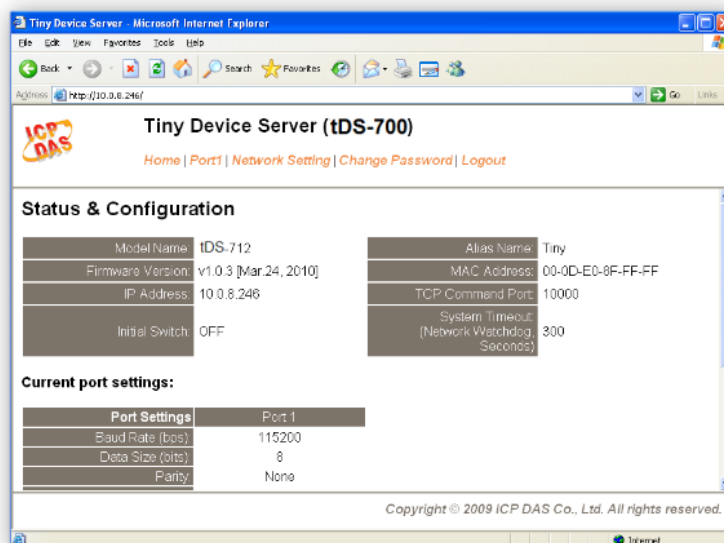 Tiny Device Server - Microsoft Internet Explorer
File Edit View Favorites Tools Help
Back Search Favorites
Address http://10.0.8.246/ Go Links
ICP DAS
Tiny Device Server (tDS-700)
Home | Port1 | Network Setting | Change Password | Logout
Status & Configuration
Model Name: tDS-712 Alias Name: Tiny
Firmware Version: v1.0.3 [Mar.24, 2010] MAC Address: 00-0D-E0-8F-FF-FF
IP Address: 10.0.8.246 TCP Command Port: 10000
Initial Switch: OFF System Timeout (Network Watchdog, Seconds) 300
Current port settings:
Port Settings Port 1
Baud Rate (bps): 115200
Data Size (bits): 8
Parity: None
Copyright © 2009 ICP DAS Co., Ltd. All rights reserved.
Internet